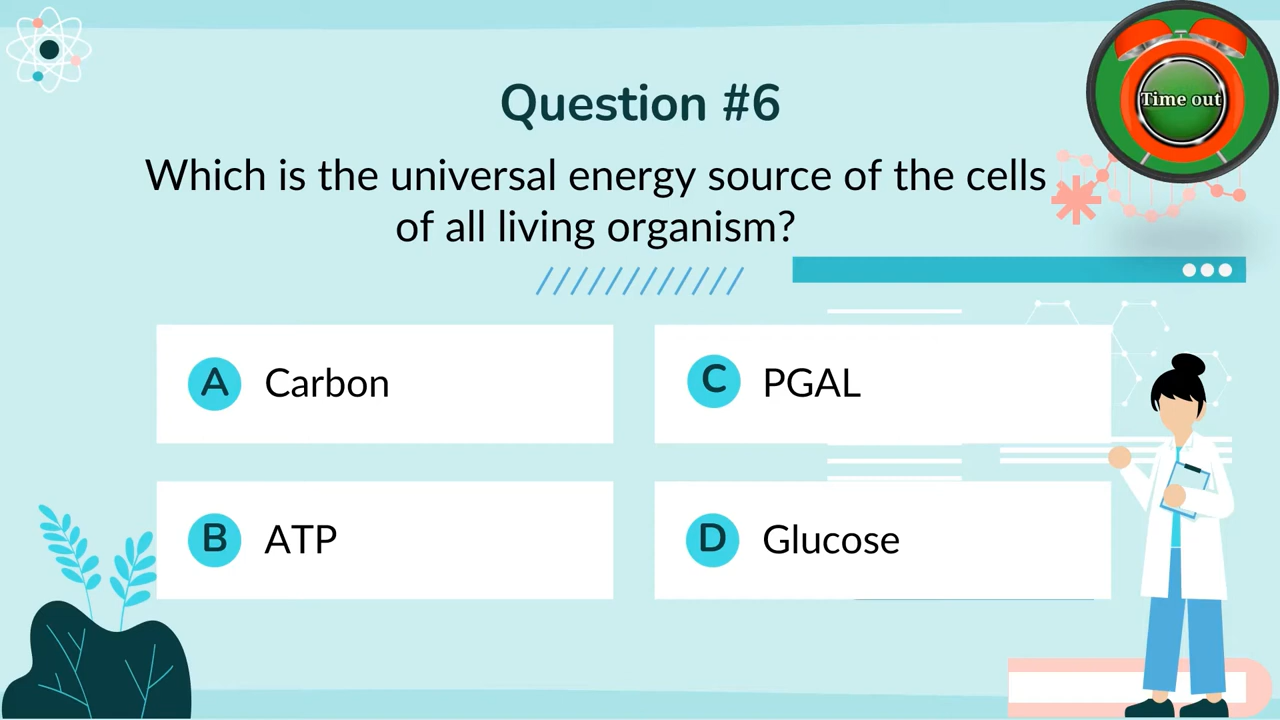 Time out
Question #6
Which is the universal energy source of the cells
of all living organism?
A Carbon
B ATP
C PGAL
D Glucose